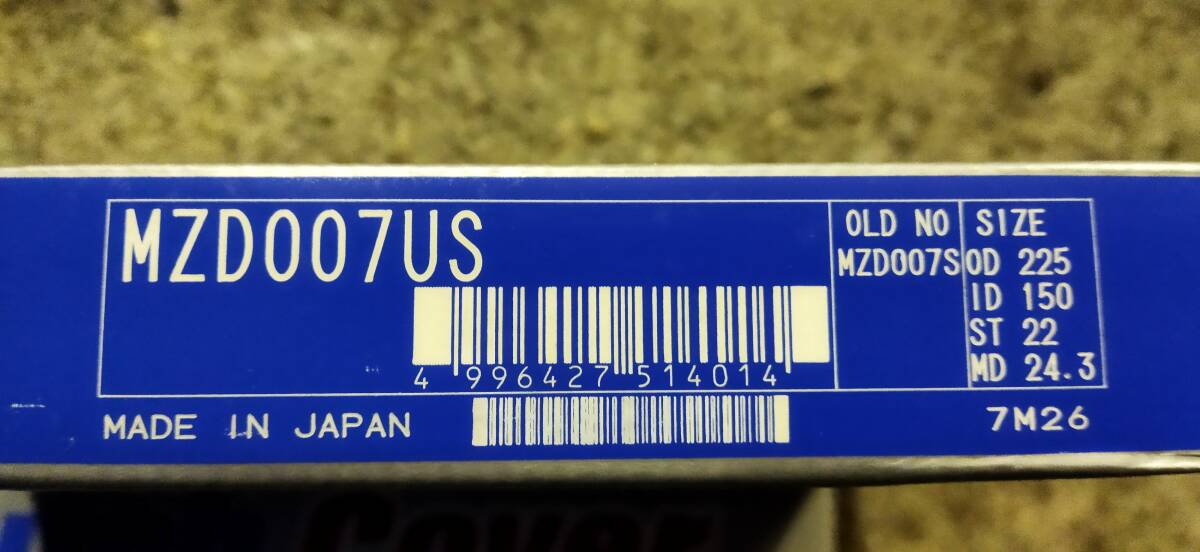 MZD007US
4 996427 514014
OLD NO
MZD007S
SIZE
OD 225
ID 150
ST 22
MD 24.3
MADE IN JAPAN
7M26
Cover